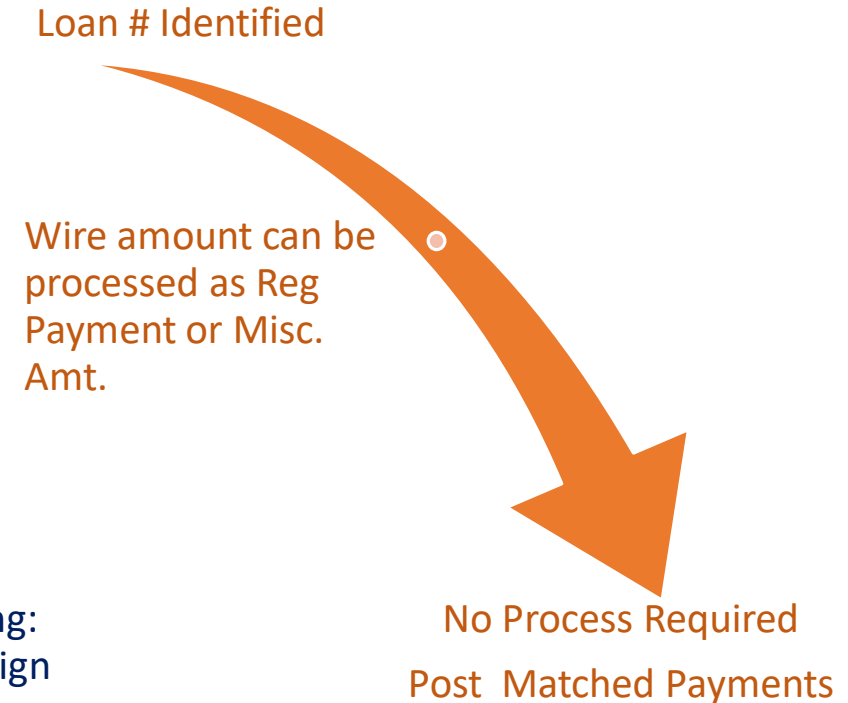 Loan # Identified
Wire amount can be
processed as Reg
Payment or Misc.
Amt.
No Process Required
Post Matched Payments